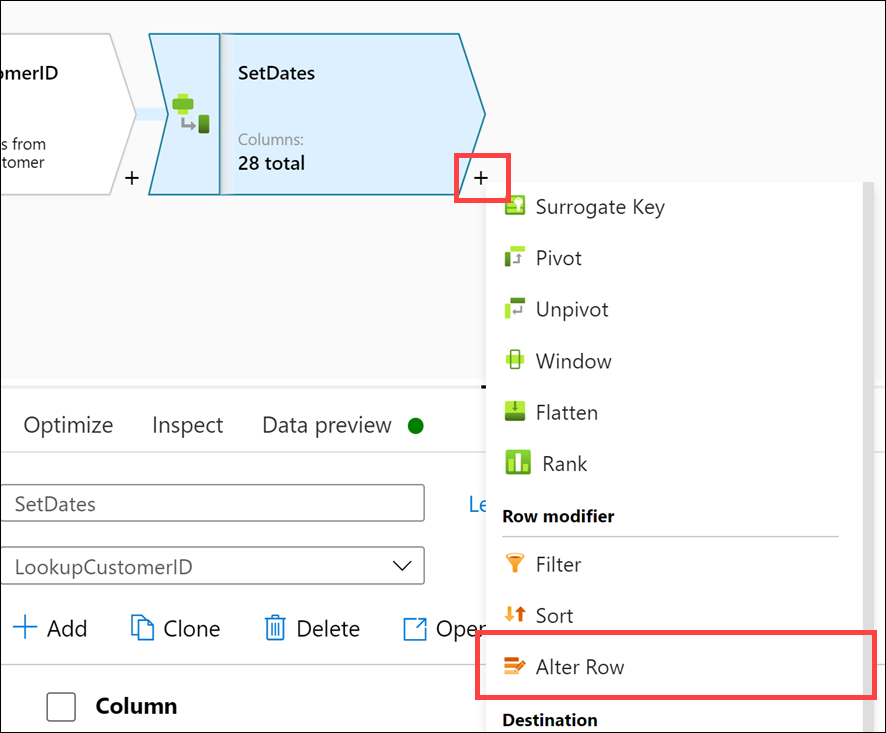 omerID
s from
tomer
+
SetDates
Columns:
28 total
+
Surrogate Key
Pivot
Unpivot
Window
Flatten
Rank
Row modifier
Filter
Sort
Alter Row
Destination
Optimize Inspect Data preview
SetDates
Le
LookupCustomerID
Add Clone Delete Open
Column